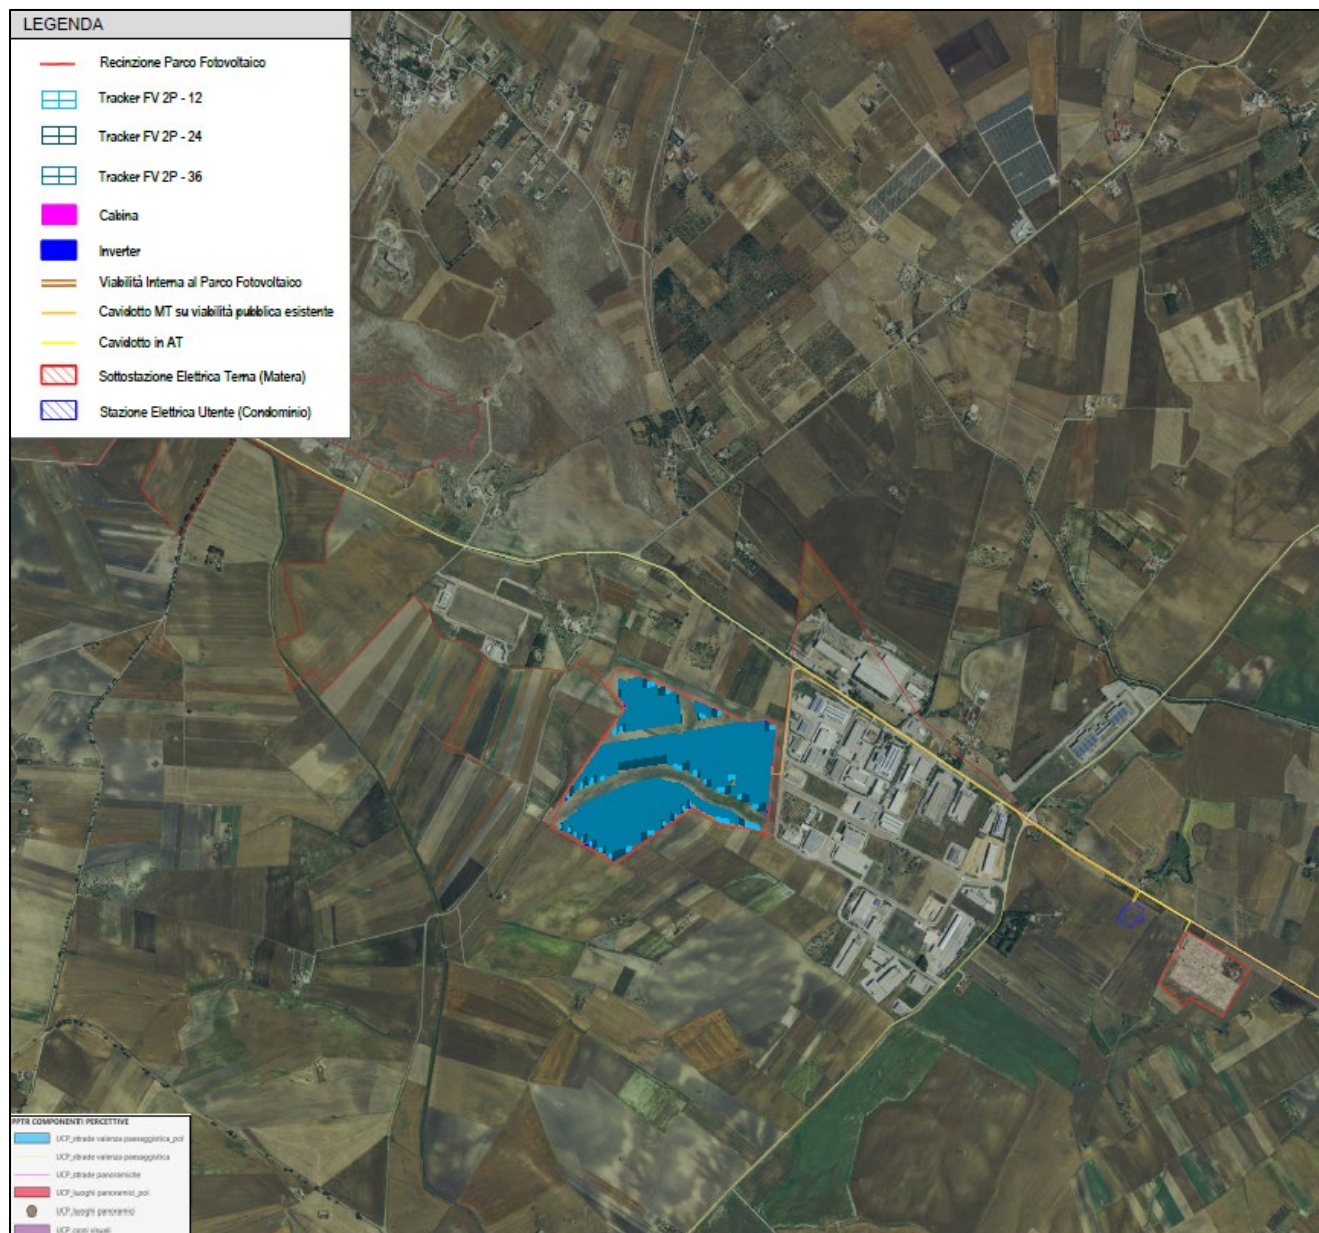 LEGENDA
Recinzione Parco Fotovoltaico
Tracker FV 2P - 12
Tracker FV 2P - 24
Tracker FV 2P - 36
Cabina
Inverter
Viabilità Interna al Parco Fotovoltaico
Cavidotto MT su viabilità pubblica esistente
Cavidotto in AT
Sottostazione Elettrica Terna (Matera)
Stazione Elettrica Utente (Condominio)
PPTR COMPONENTI PERCETTIVE
UCP_strade valenza paesaggistica_pol
UCP_strade valenza paesaggistica
UCP_strade panoramiche
UCP_luoghi panoramici_pol
UCP_luoghi panoramici
UCP_coni visuali